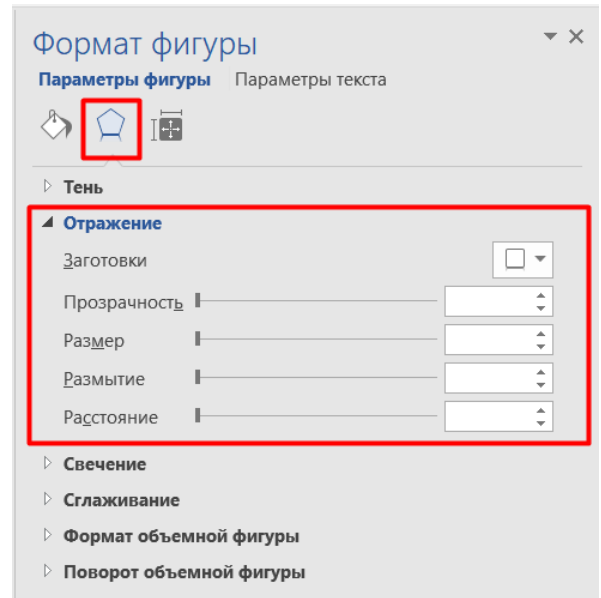 Формат фигуры
Параметры фигуры Параметры текста
Тень
Отражение
Заготовки
Прозрачность
Размер
Размытие
Расстояние
Свечение
Сглаживание
Формат объемной фигуры
Поворот объемной фигуры